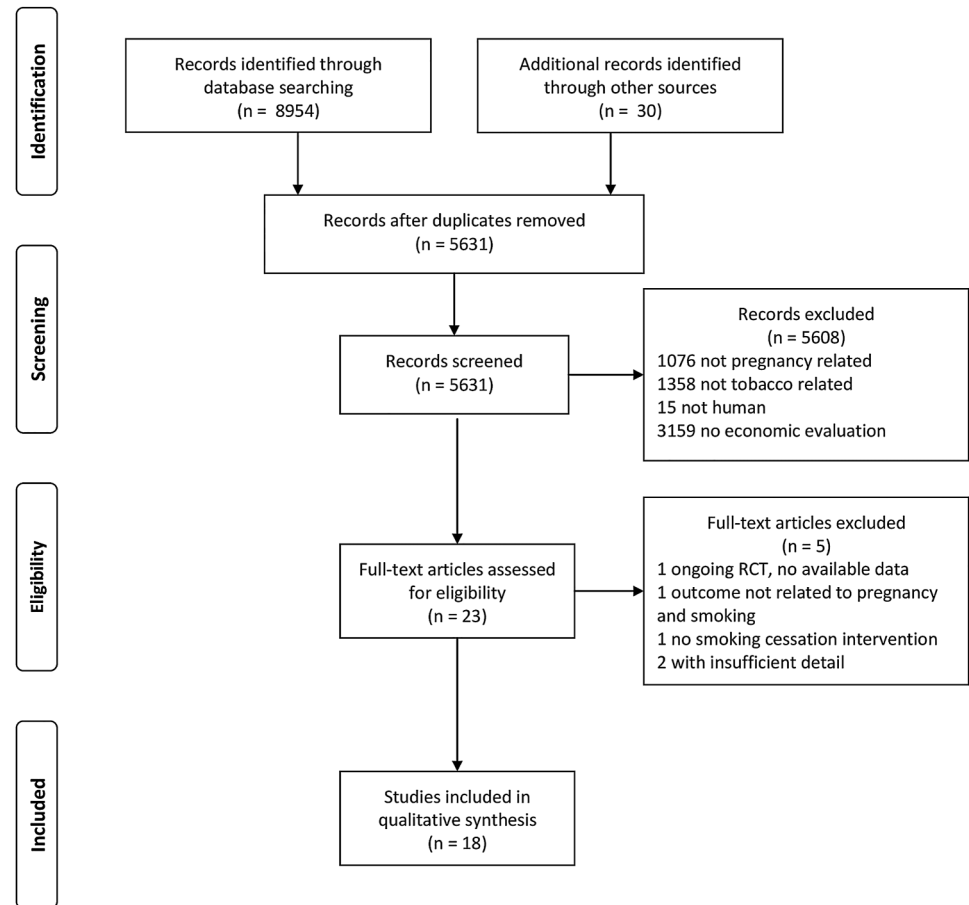 Identification
Records identified through
database searching
(n = 8954)
Additional records identified
through other sources
(n = 30)
Records after duplicates removed
(n = 5631)
Screening
Records screened
(n = 5631)
Records excluded
(n = 5608)
1076 not pregnancy related
1358 not tobacco related
15 not human
3159 no economic evaluation
Eligibility
Full-text articles assessed
for eligibility
(n = 23)
Full-text articles excluded
(n = 5)
1 ongoing RCT, no available data
1 outcome not related to pregnancy
and smoking
1 no smoking cessation intervention
2 with insufficient detail
Included
Studies included in
qualitative synthesis
(n = 18)